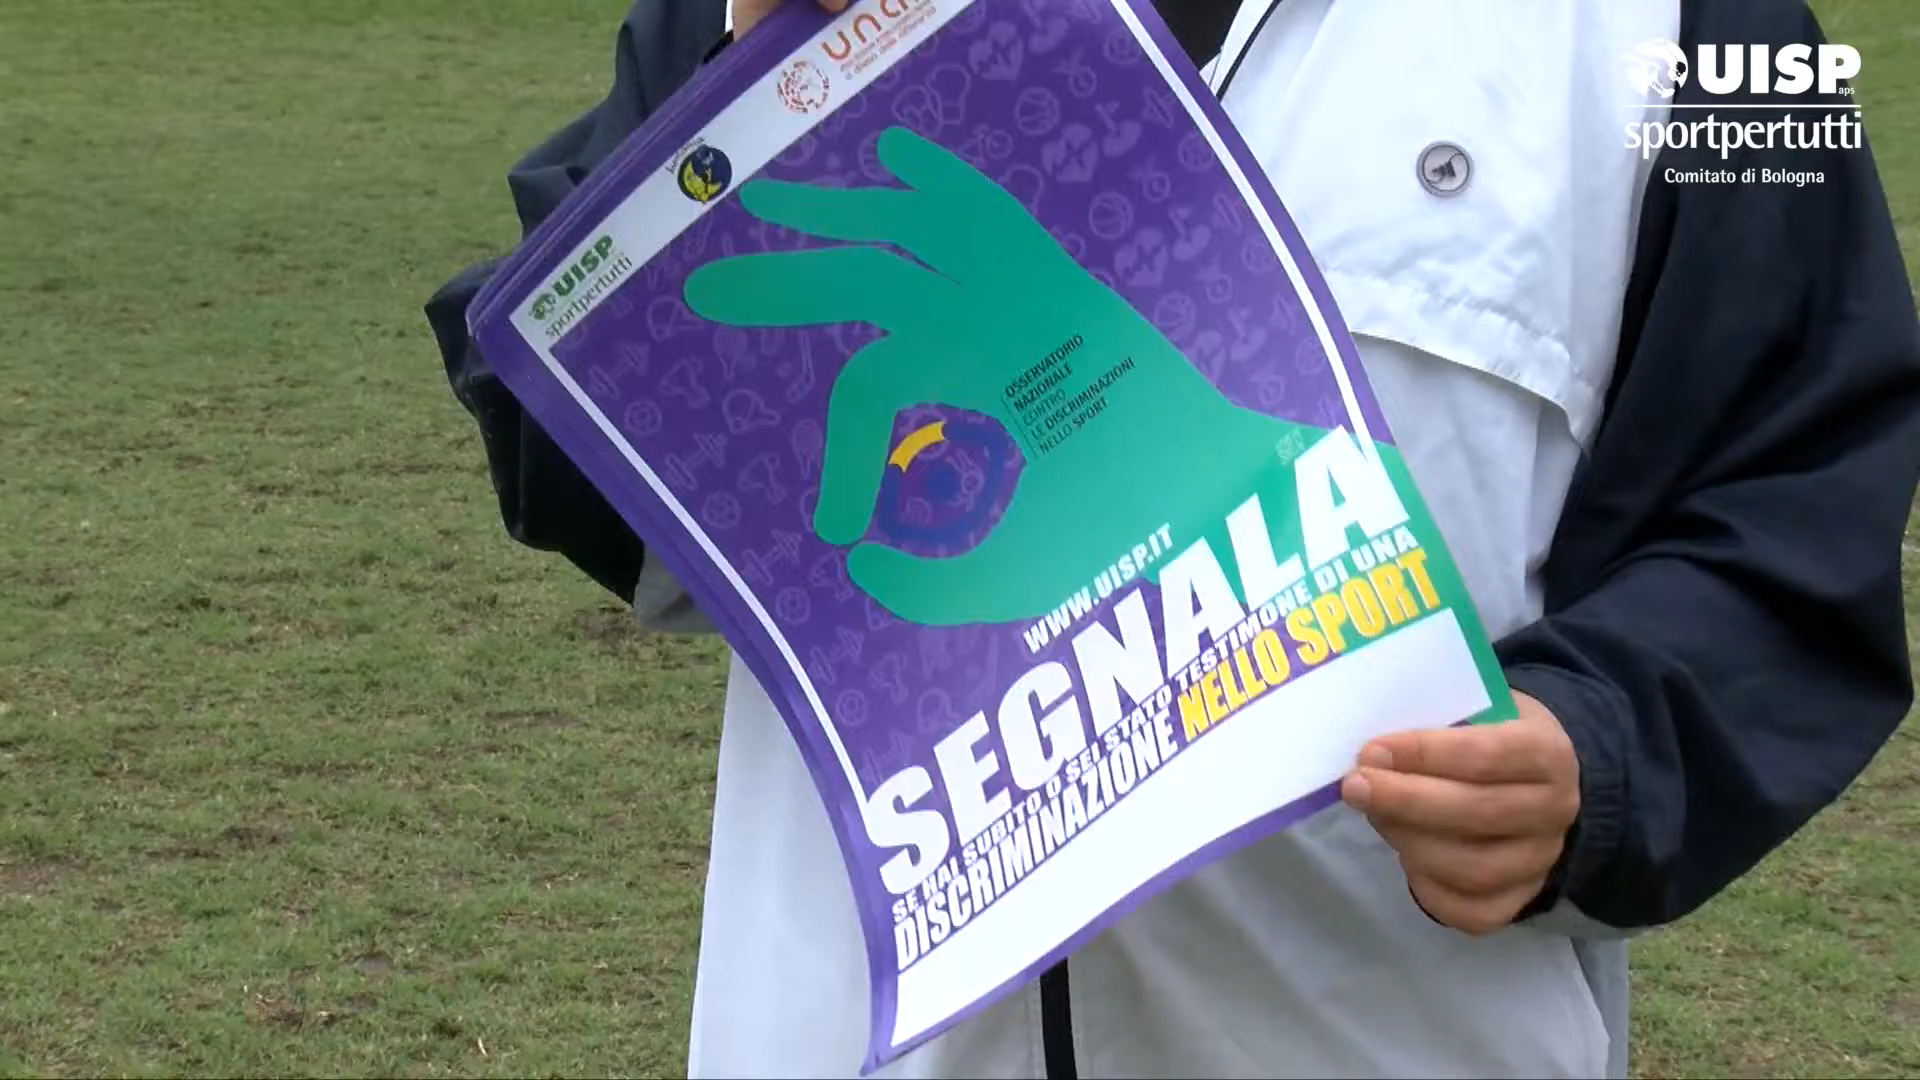 UISP
aps
sportpertutti
Comitato di Bologna
UISP
sportpertutti
OSSERVATORIO
NAZIONALE
CONTRO
LE DISCRIMINAZIONI
NELLO SPORT
WWW.UISP.IT
SEGNALA
SE HAI SUBITO O SEI STATO TESTIMONE DI UNA
DISCRIMINAZIONE NELLO SPORT